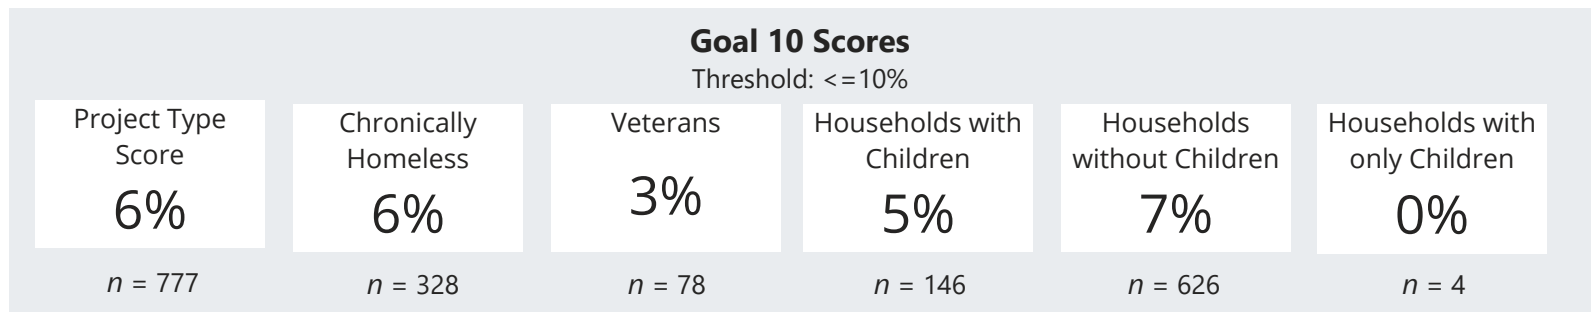 Goal 10 Scores
Threshold: <=10%
Project Type
Score
6%
n = 777
Chronically
Homeless
6%
n = 328
Veterans
3%
n = 78
Households with
Children
5%
n = 146
Households
without Children
7%
n = 626
Households with
only Children
0%
n = 4